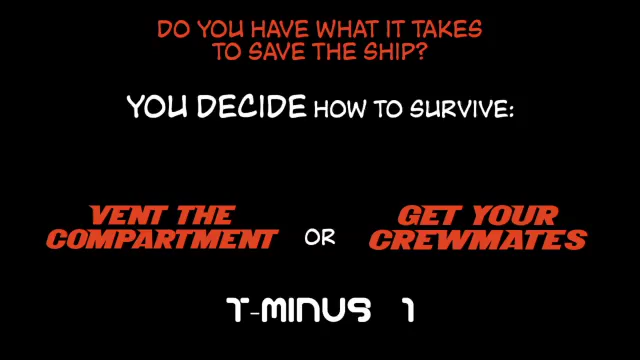 DO YOU HAVE WHAT IT TAKES
TO SAVE THE SHIP?
YOU DECIDE HOW TO SURVIVE:
VENT THE
COMPARTMENT
OR
GET YOUR
CREWMATES
T-MINUS 1